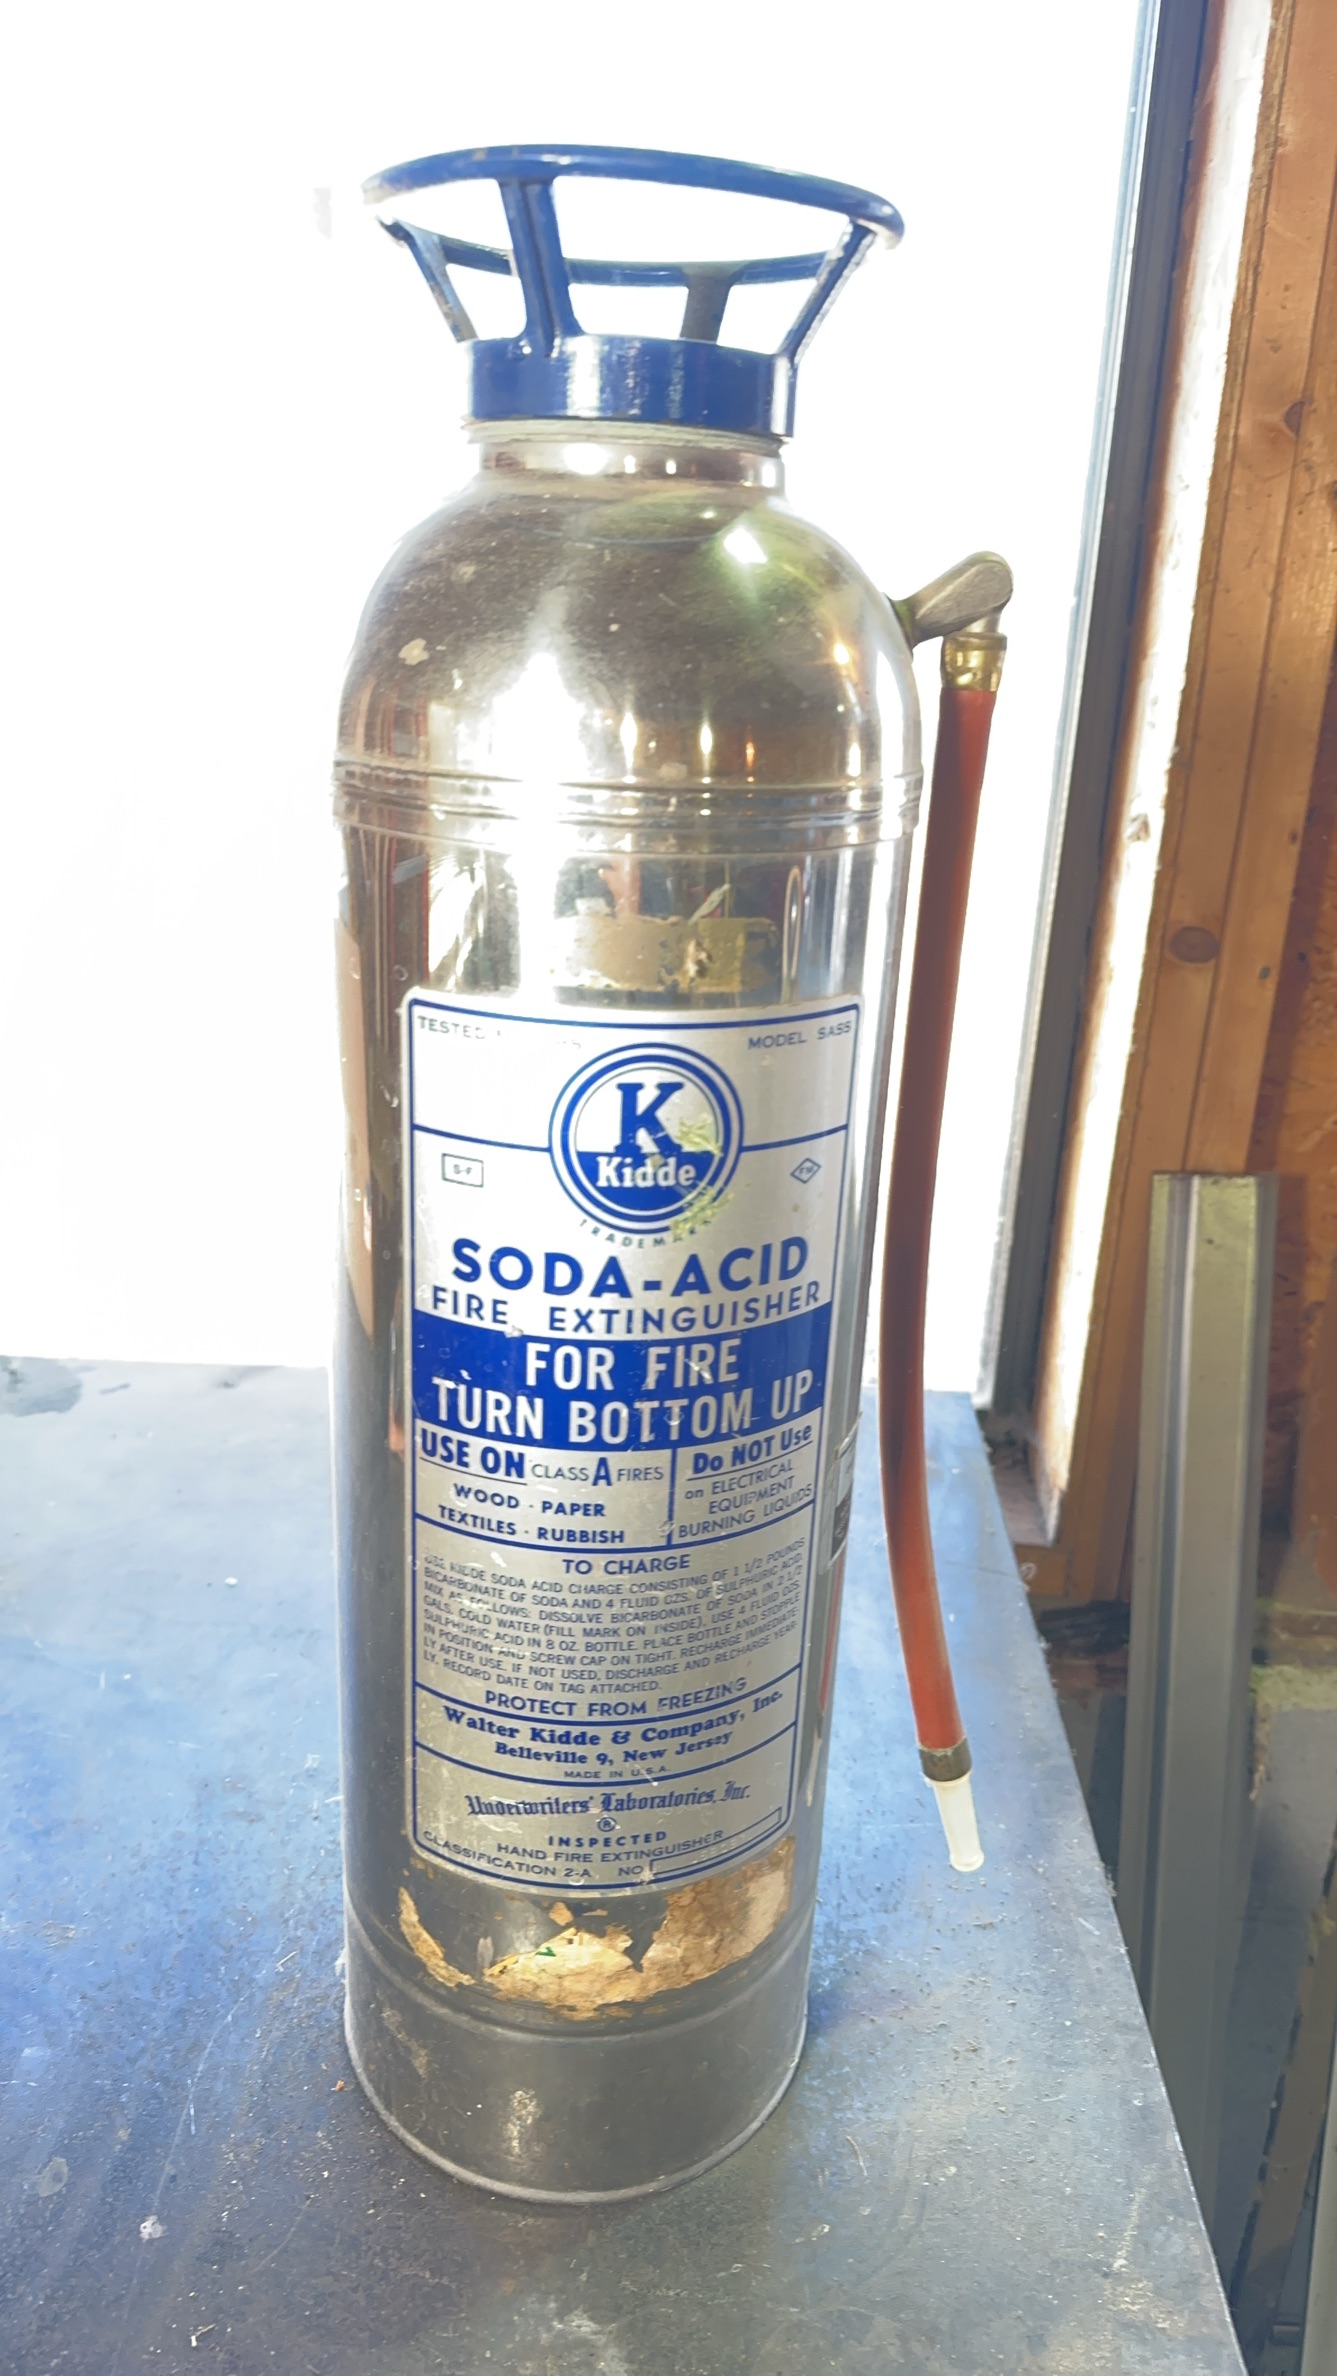 TESTED
MODEL SASS
K
Kidde
TRADEMARK
FM
SODA-ACID
FIRE EXTINGUISHER
FOR FIRE
TURN BOTTOM UP
USE ON CLASS A FIRES
WOOD · PAPER
TEXTILES · RUBBISH
Do NOT Use
on ELECTRICAL
EQUIPMENT
BURNING LIQUIDS
TO CHARGE
USE KIDDE SODA ACID CHARGE CONSISTING OF 1 1/2 POUNDS
BICARBONATE OF SODA AND 4 FLUID OZS. OF SULPHURIC ACID.
MIX AS FOLLOWS: DISSOLVE BICARBONATE OF SODA IN 2 1/2
GALS. COLD WATER (FILL MARK ON INSIDE). USE 4 FLUID OZS.
SULPHURIC ACID IN 8 OZ. BOTTLE. PLACE BOTTLE AND STOPPLE
IN POSITION AND SCREW CAP ON TIGHT. RECHARGE IMMEDIATE-
LY AFTER USE. IF NOT USED, DISCHARGE AND RECHARGE YEAR-
LY. RECORD DATE ON TAG ATTACHED.
PROTECT FROM FREEZING
Walter Kidde & Company, Inc.
Belleville 9, New Jersey
MADE IN U.S.A.
Underwriters' Laboratories, Inc.
®
INSPECTED
HAND FIRE EXTINGUISHER
CLASSIFICATION 2-A NO